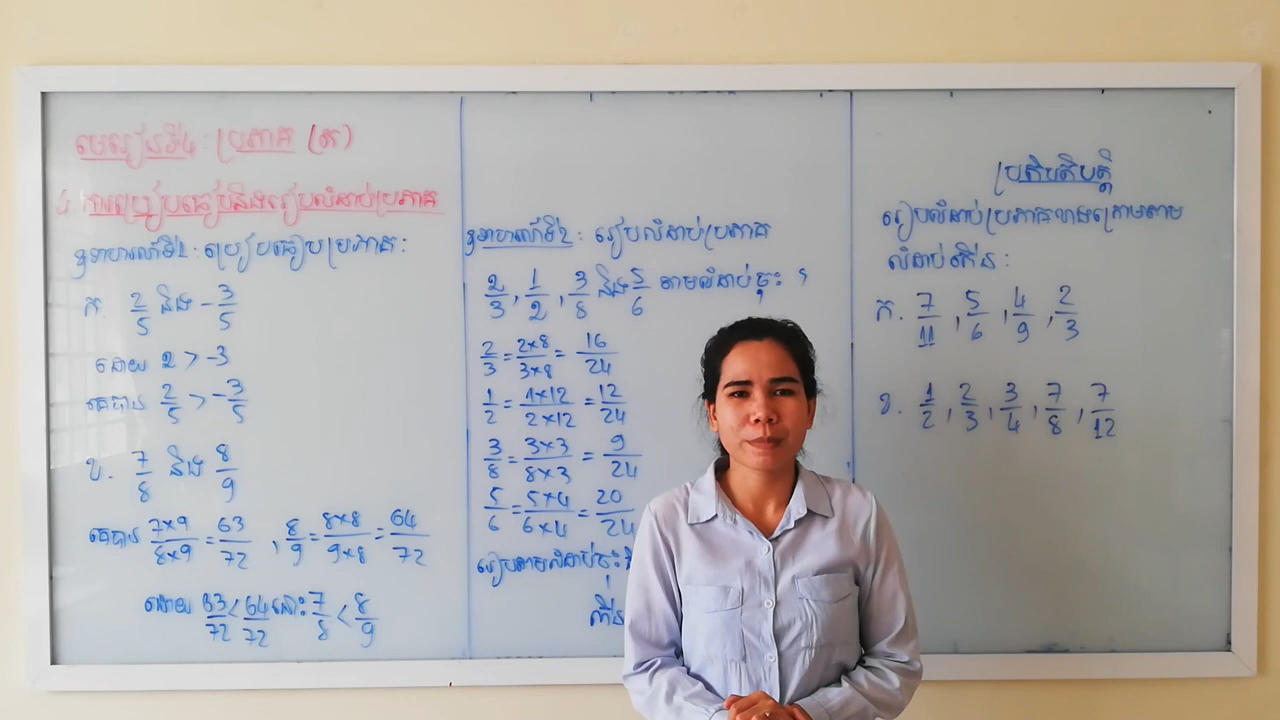 មេរៀនទី៤ : ប្រភាគ (ត)
4. ការប្រៀបធៀបនិងរៀបលំដាប់ប្រភាគ
ឧទាហរណ៍ទី1 : ប្រៀបធៀបប្រភាគ :
ក. 2/5 និង -3/5
ដោយ 2 > -3
គេបាន 2/5 > -3/5
ខ. 7/8 និង 8/9
គេបាន 7×9/8×9 = 63/72 , 8/9 = 8×8/9×8 = 64/72
ដោយ 63/72 < 64/72 នោះ 7/8 < 8/9
ឧទាហរណ៍ទី2 : រៀបលំដាប់ប្រភាគ
2/3 , 1/2 , 3/8 និង 5/6 តាមលំដាប់ចុះ ។
2/3 = 2×8/3×8 = 16/24
1/2 = 1×12/2×12 = 12/24
3/8 = 3×3/8×3 = 9/24
5/6 = 5×4/6×4 = 20/24
រៀបតាមលំដាប់ចុះ
កើន
ប្រតិបត្តិ
រៀបលំដាប់ប្រភាគខាងក្រោមតាម
លំដាប់កើន :
ក. 7/11 , 5/6 , 4/9 , 2/3
ខ. 1/2 , 2/3 , 3/4 , 7/8 , 7/12